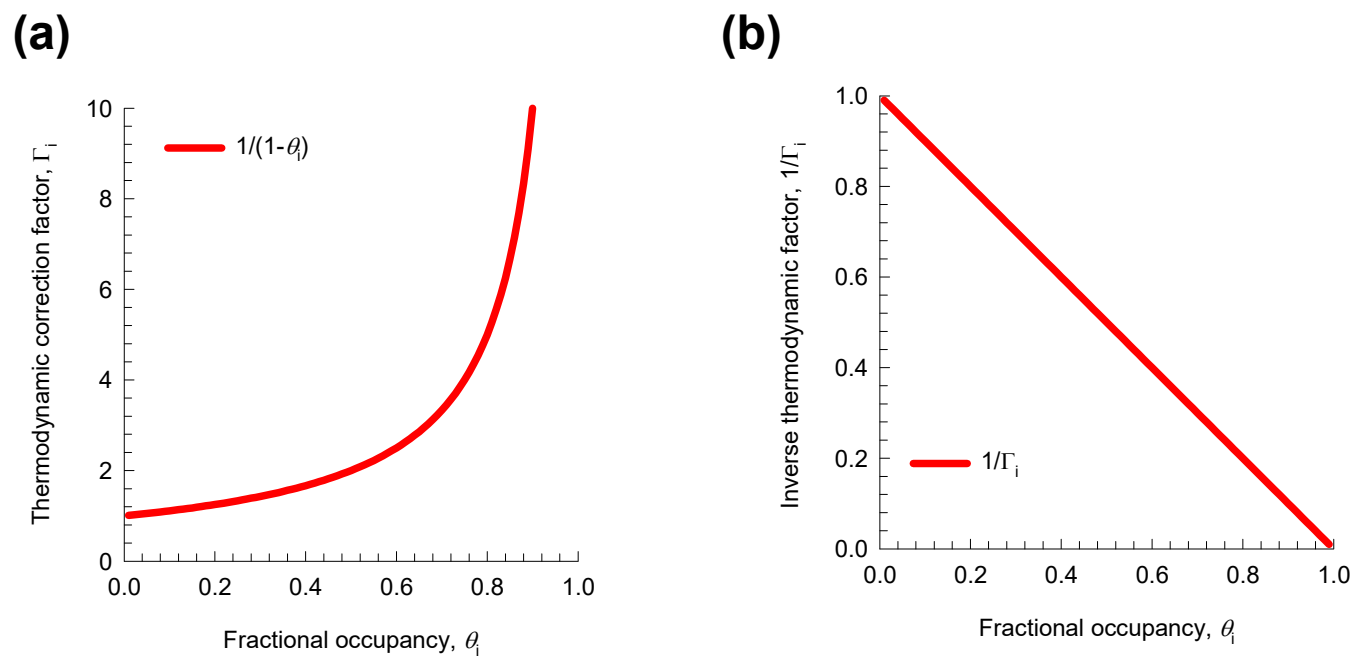 (a)
Thermodynamic correction factor, Γi
10
8
6
4
2
0
1/(1-θi)
0.0 0.2 0.4 0.6 0.8 1.0
Fractional occupancy, θi
(b)
Inverse thermodynamic factor, 1/Γi
1.0
0.8
0.6
0.4
0.2
0.0
1/Γi
0.0 0.2 0.4 0.6 0.8 1.0
Fractional occupancy, θi